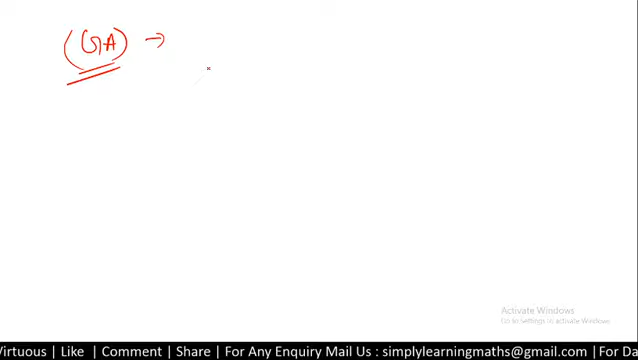 (GA) →
Activate Windows
Go to Settings to activate Windows
Virtuous | Like | Comment | Share | For Any Enquiry Mail Us : simplylearningmaths@gmail.com | For Da